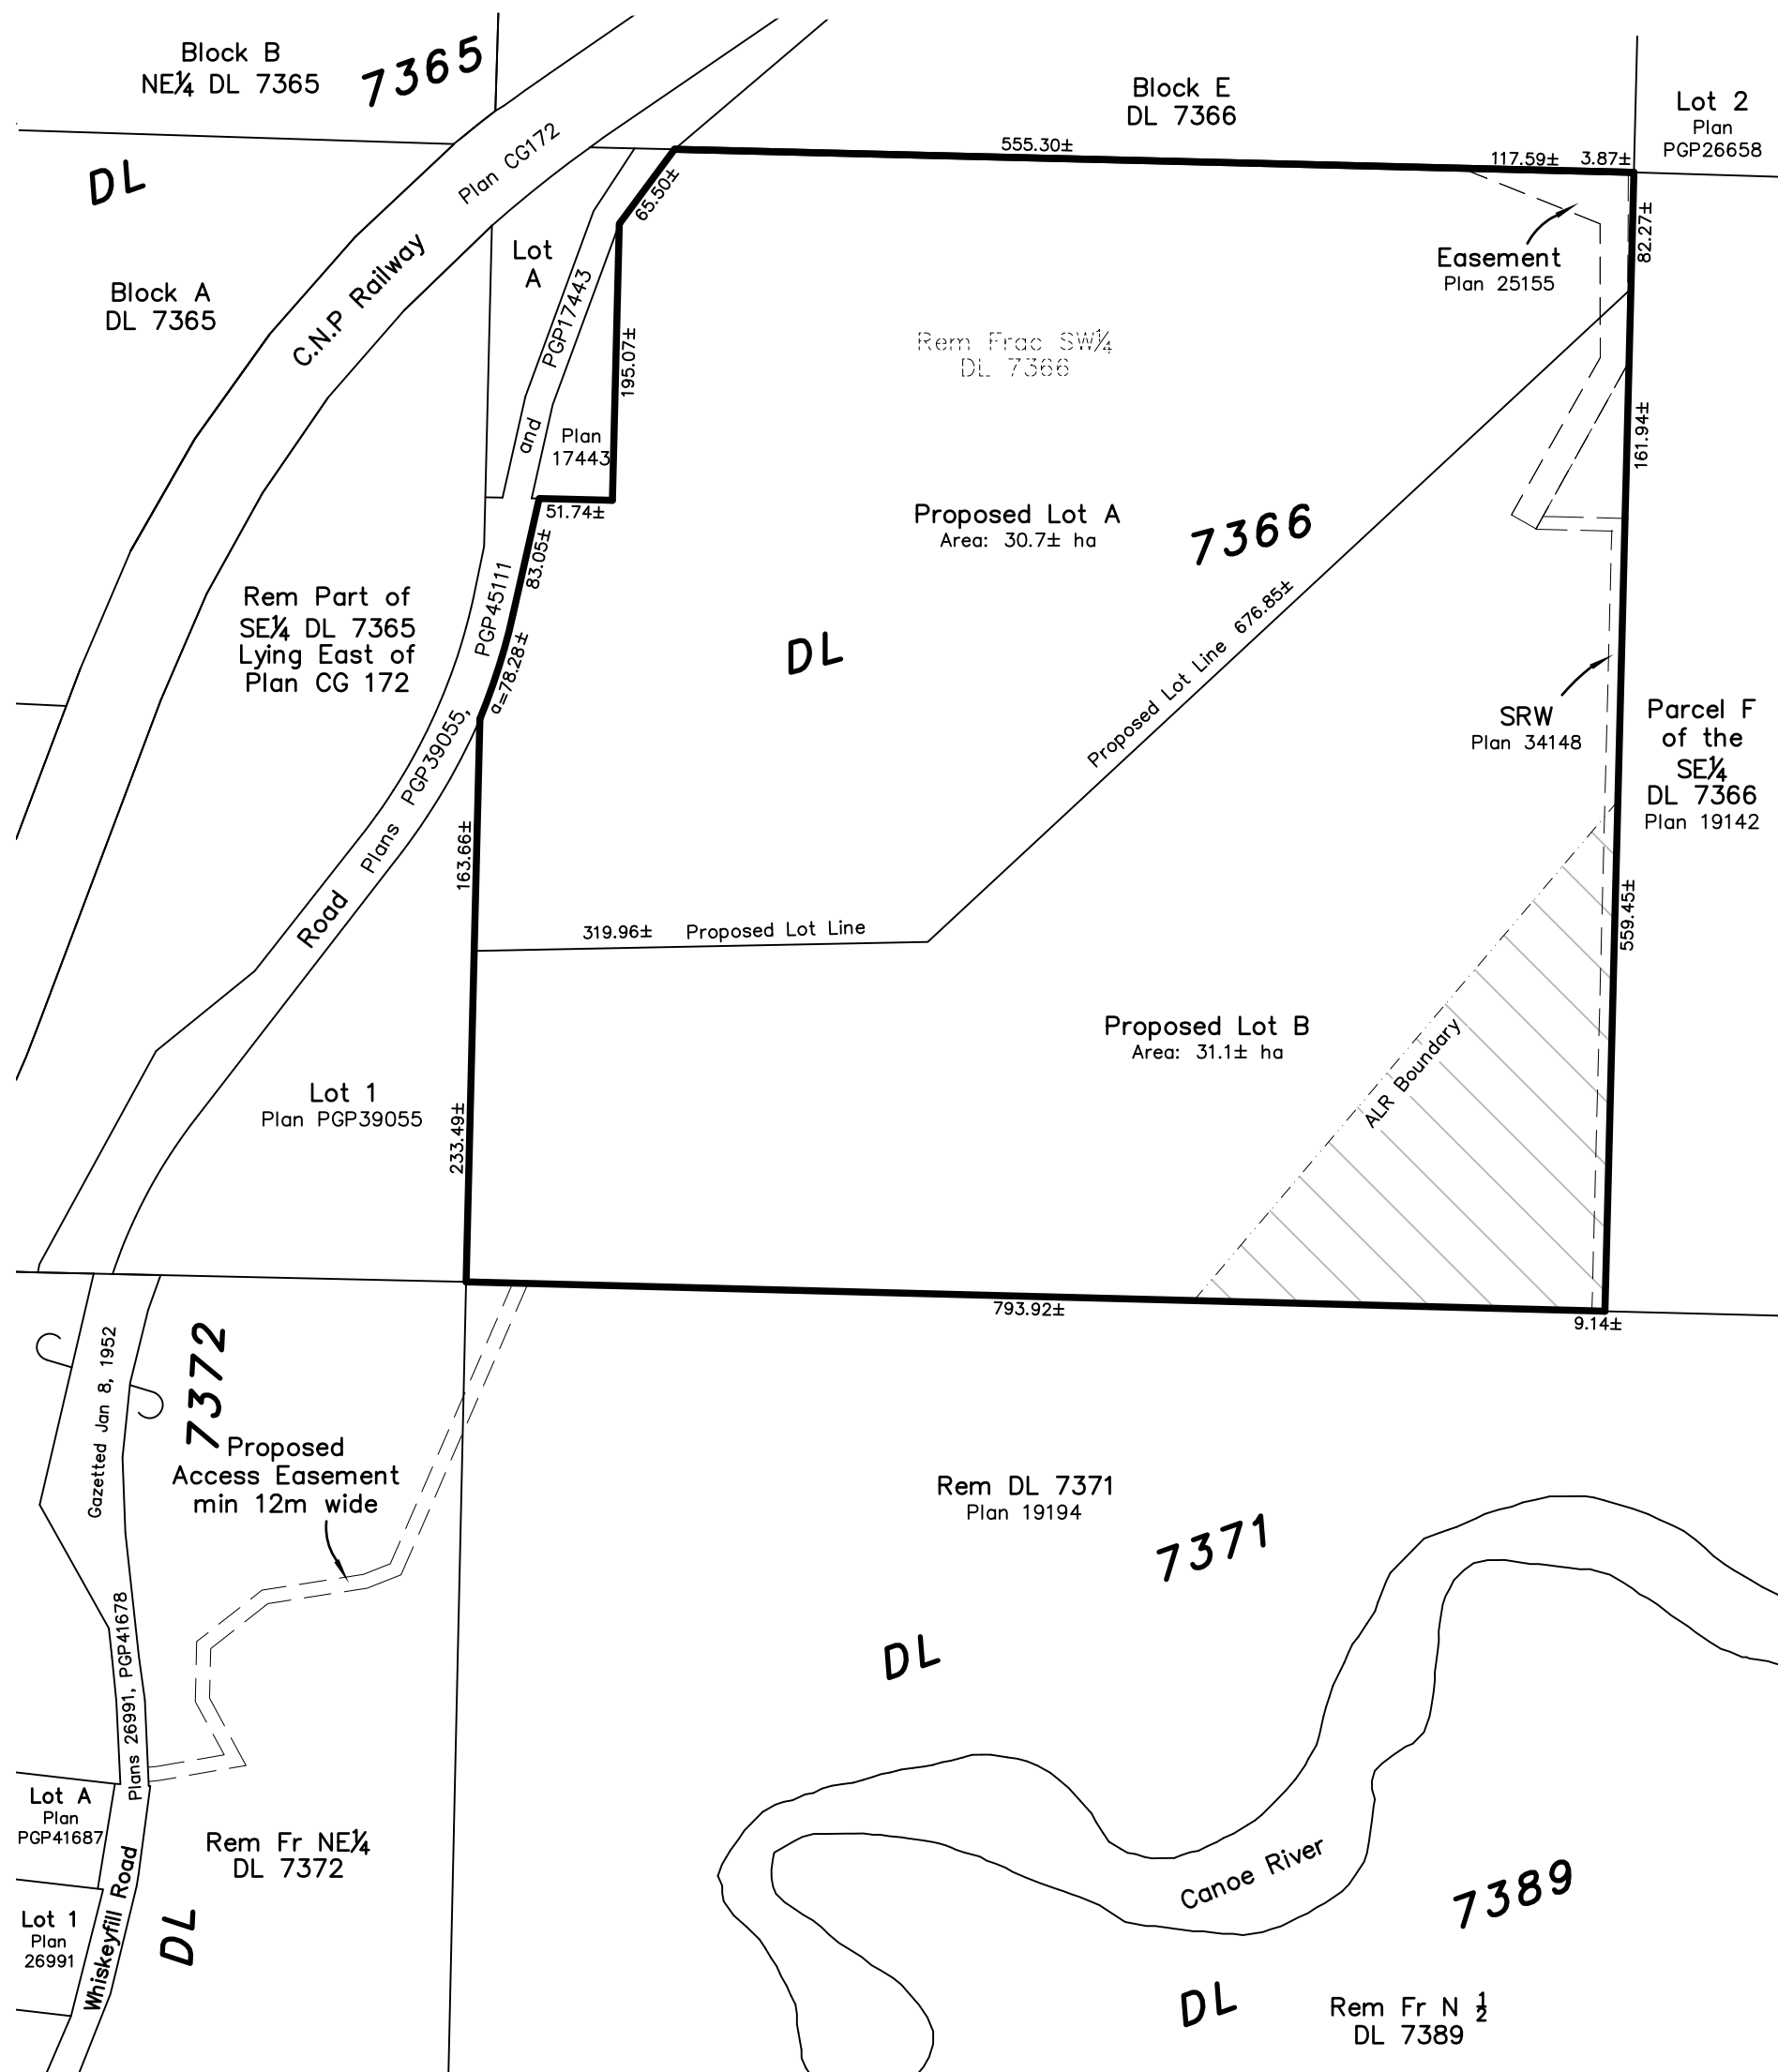 Block B
NE¼ DL 7365
7365
Block E
DL 7366
Lot 2
Plan
PGP26658
DL
Plan CG172
555.30±
117.59±
3.87±
65.50±
82.27±
Lot
A
C.N.P Railway
Easement
Plan 25155
Block A
DL 7365
PGP17443
195.07±
Rem Frac SW¼
DL 7366
and
Plan
17443
161.94±
51.74±
Proposed Lot A
Area: 30.7± ha
7366
83.05±
Rem Part of
SE¼ DL 7365
Lying East of
Plan CG 172
PGP45111
a=78.28±
DL
Proposed Lot Line 676.85±
SRW
Plan 34148
Parcel F
of the
SE¼
DL 7366
Plan 19142
Road Plans PGP39055,
163.66±
559.45±
319.96± Proposed Lot Line
Proposed Lot B
Area: 31.1± ha
ALR Boundary
Lot 1
Plan PGP39055
233.49±
793.92±
9.14±
Gazetted Jan 8, 1952
7372
Proposed
Access Easement
min 12m wide
Rem DL 7371
Plan 19194
7371
DL
Plans 26991, PGP41678
Lot A
Plan
PGP41687
Rem Fr NE¼
DL 7372
Canoe River
7389
Lot 1
Plan
26991
Whiskeyfill Road
DL
DL
Rem Fr N ½
DL 7389